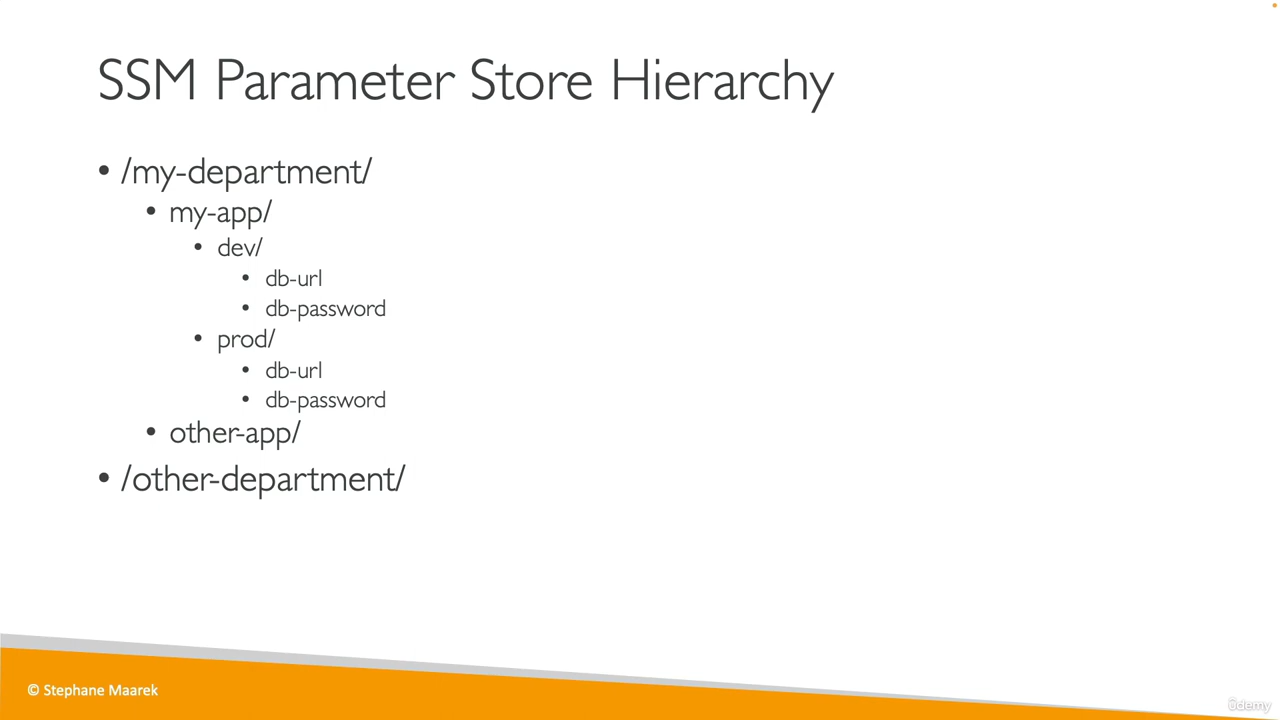 SSM Parameter Store Hierarchy
• /my-department/
• my-app/
• dev/
• db-url
• db-password
• prod/
• db-url
• db-password
• other-app/
• /other-department/
© Stephane Maarek
ûdemy